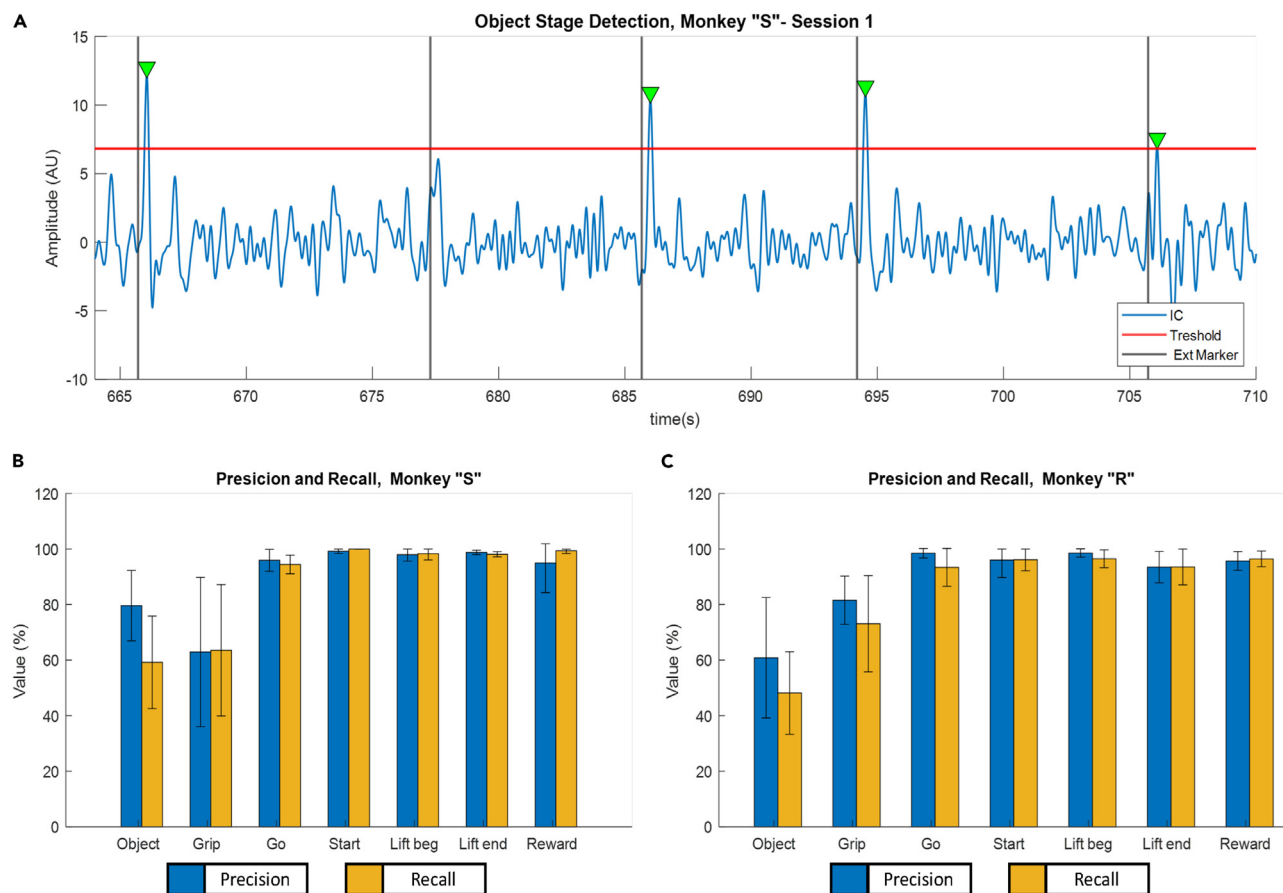 A
Object Stage Detection, Monkey "S"- Session 1
15
10
5
0
-5
-10
Amplitude (AU)
665 670 675 680 685 690 695 700 705 710
time(s)
IC
Treshold
Ext Marker
B
Presicion and Recall, Monkey "S"
120
100
80
60
40
20
0
Value (%)
Object Grip Go Start Lift beg Lift end Reward
Precision Recall
C
Presicion and Recall, Monkey "R"
120
100
80
60
40
20
0
Value (%)
Object Grip Go Start Lift beg Lift end Reward
Precision Recall